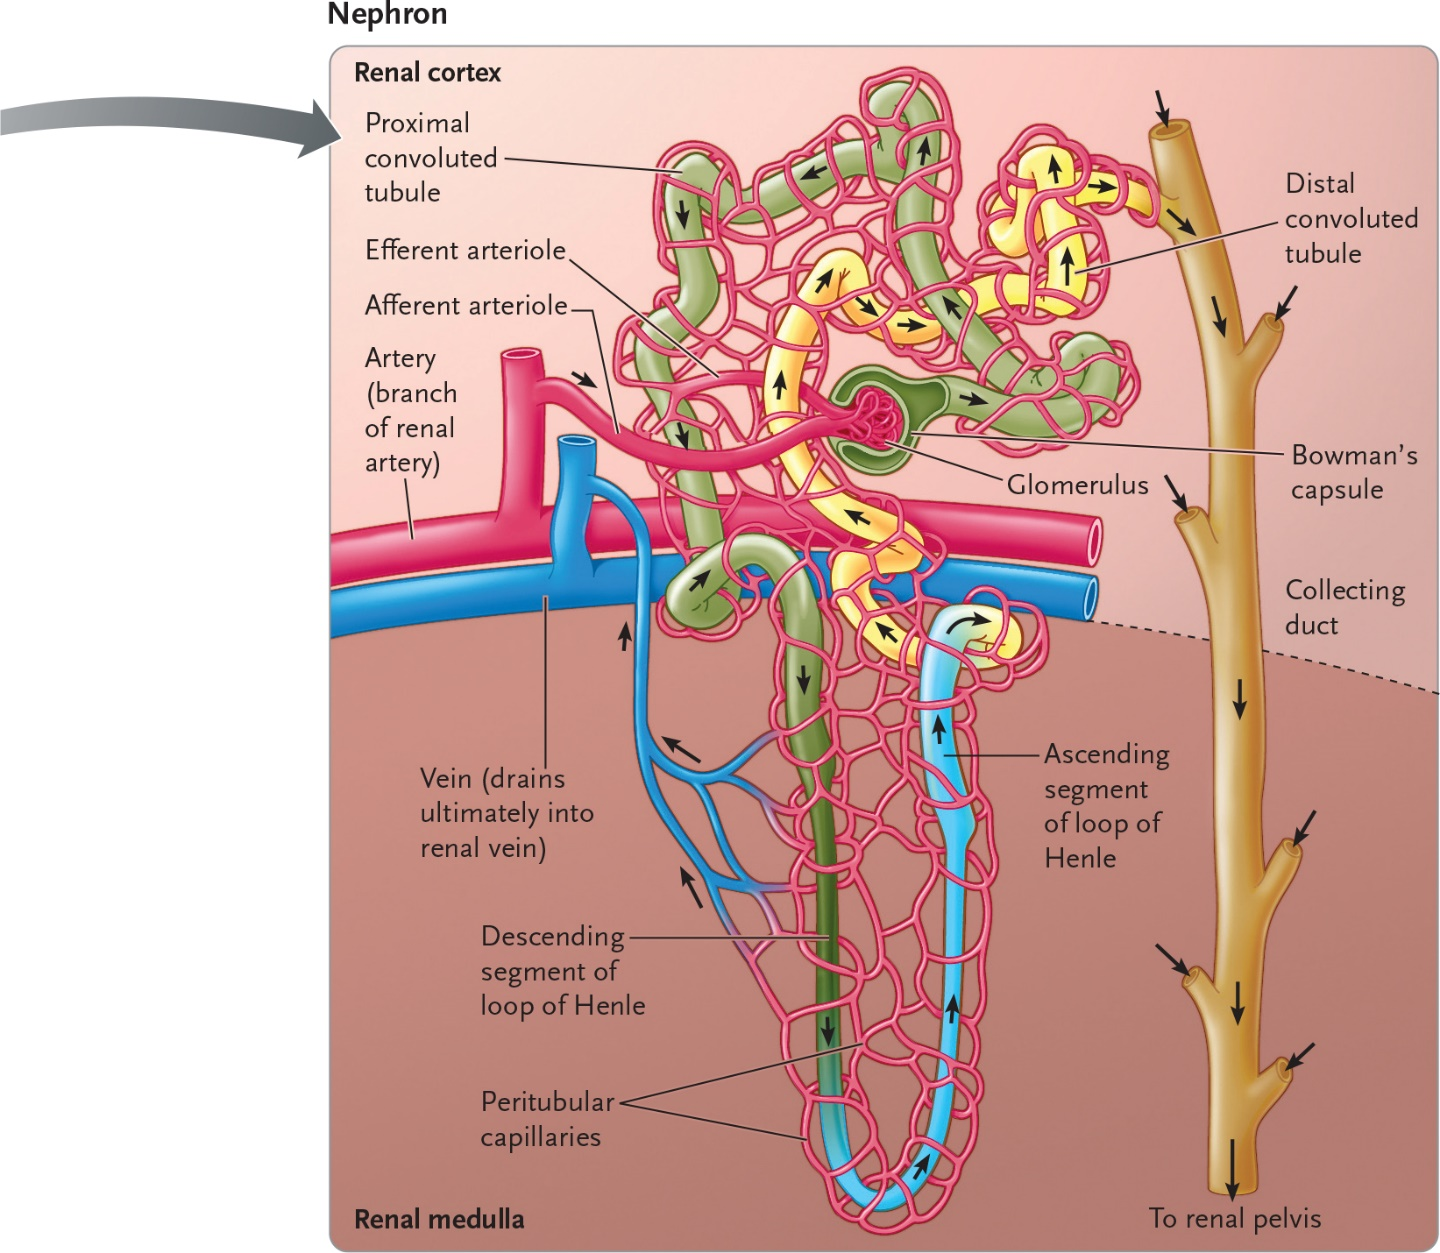 Nephron
Renal cortex
Proximal
convoluted
tubule
Efferent arteriole
Afferent arteriole
Artery
(branch
of renal
artery)
Distal
convoluted
tubule
Glomerulus
Bowman's
capsule
Collecting
duct
Vein (drains
ultimately into
renal vein)
Ascending
segment
of loop of
Henle
Descending
segment of
loop of Henle
Peritubular
capillaries
Renal medulla
To renal pelvis